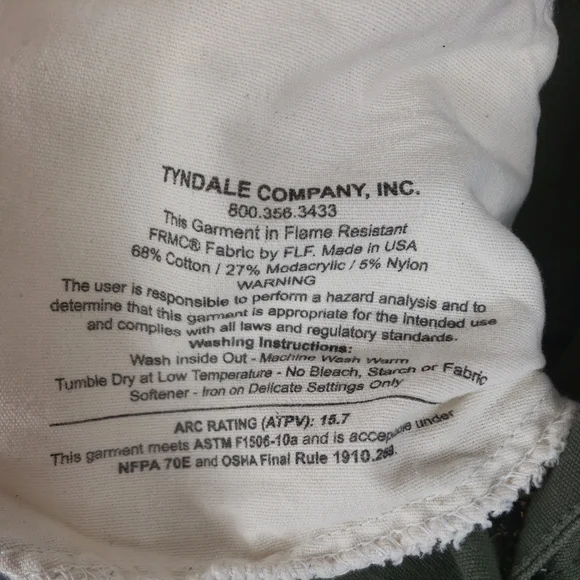 TYNDALE COMPANY, INC.
800.356.3433
This Garment in Flame Resistant
FRMC® Fabric by FLF. Made in USA
68% Cotton / 27% Modacrylic / 5% Nylon
WARNING
The user is responsible to perform a hazard analysis and to
determine that this garment is appropriate for the intended use
and complies with all laws and regulatory standards.
Washing Instructions:
Wash Inside Out - Machine Wash Warm
Tumble Dry at Low Temperature - No Bleach, Starch or Fabric
Softener - Iron on Delicate Settings Only
ARC RATING (ATPV): 15.7
This garment meets ASTM F1506-10a and is acceptable under
NFPA 70E and OSHA Final Rule 1910.269.